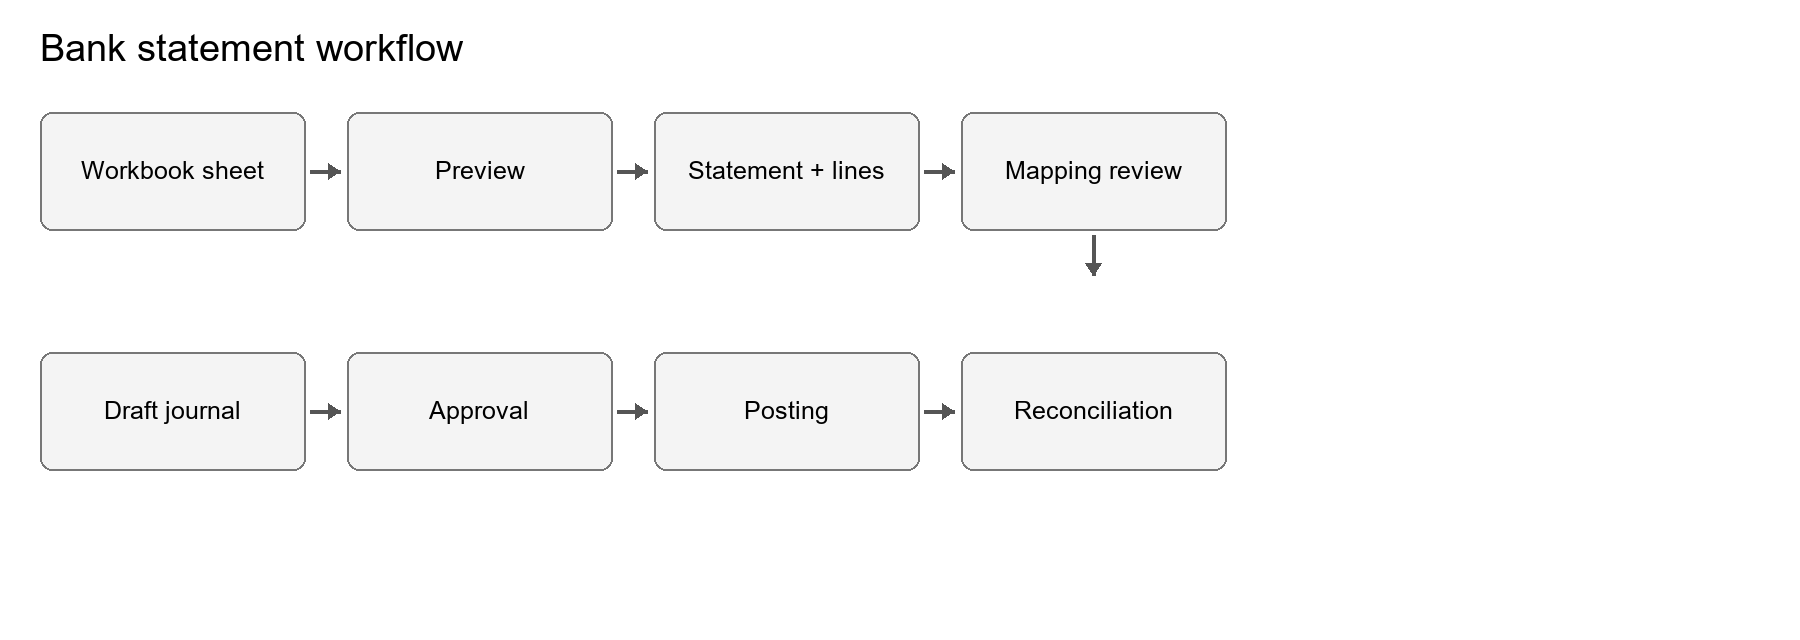 Bank statement workflow
Workbook sheet
Preview
Statement + lines
Mapping review
Draft journal
Approval
Posting
Reconciliation